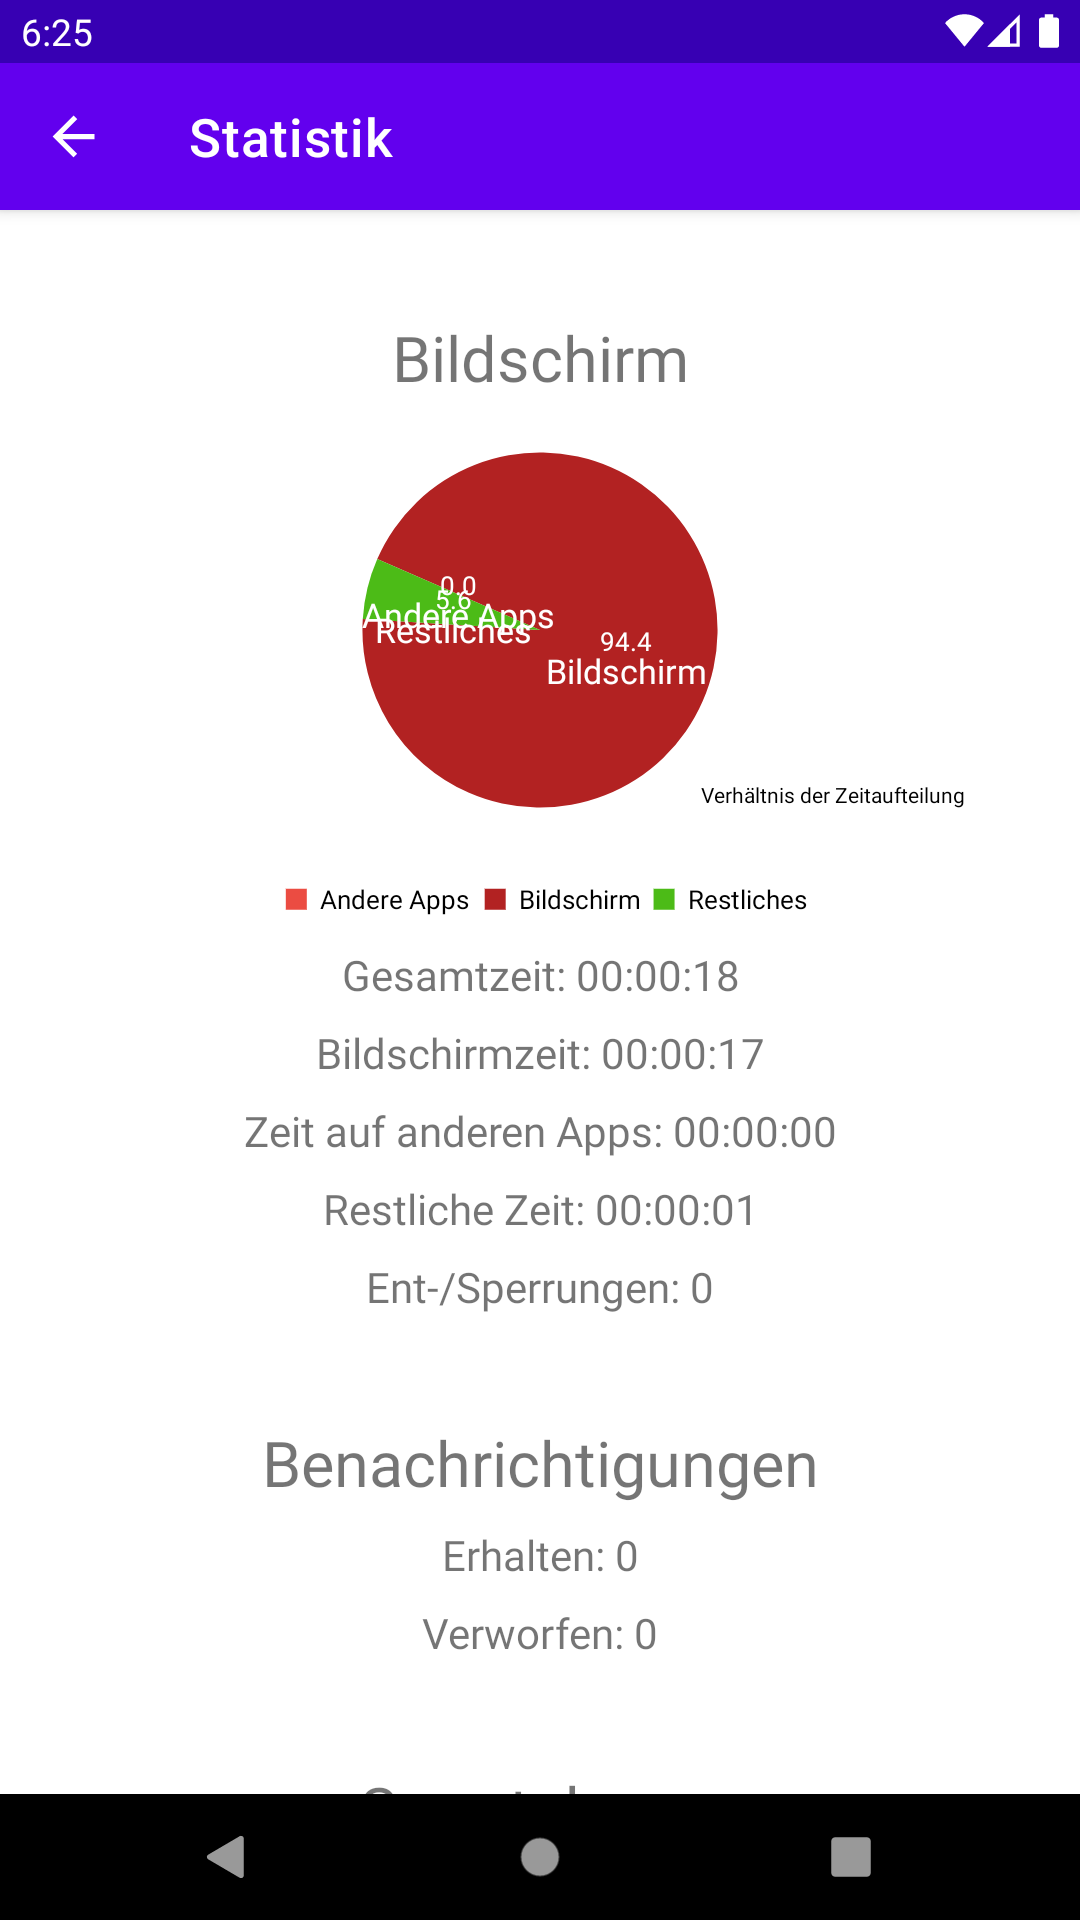 6:25
Statistik
Bildschirm
0.0
5.6
Andere Apps
Restliches
94.4
Bildschirm
Verhältnis der Zeitaufteilung
Andere Apps Bildschirm Restliches
Gesamtzeit: 00:00:18
Bildschirmzeit: 00:00:17
Zeit auf anderen Apps: 00:00:00
Restliche Zeit: 00:00:01
Ent-/Sperrungen: 0
Benachrichtigungen
Erhalten: 0
Verworfen: 0